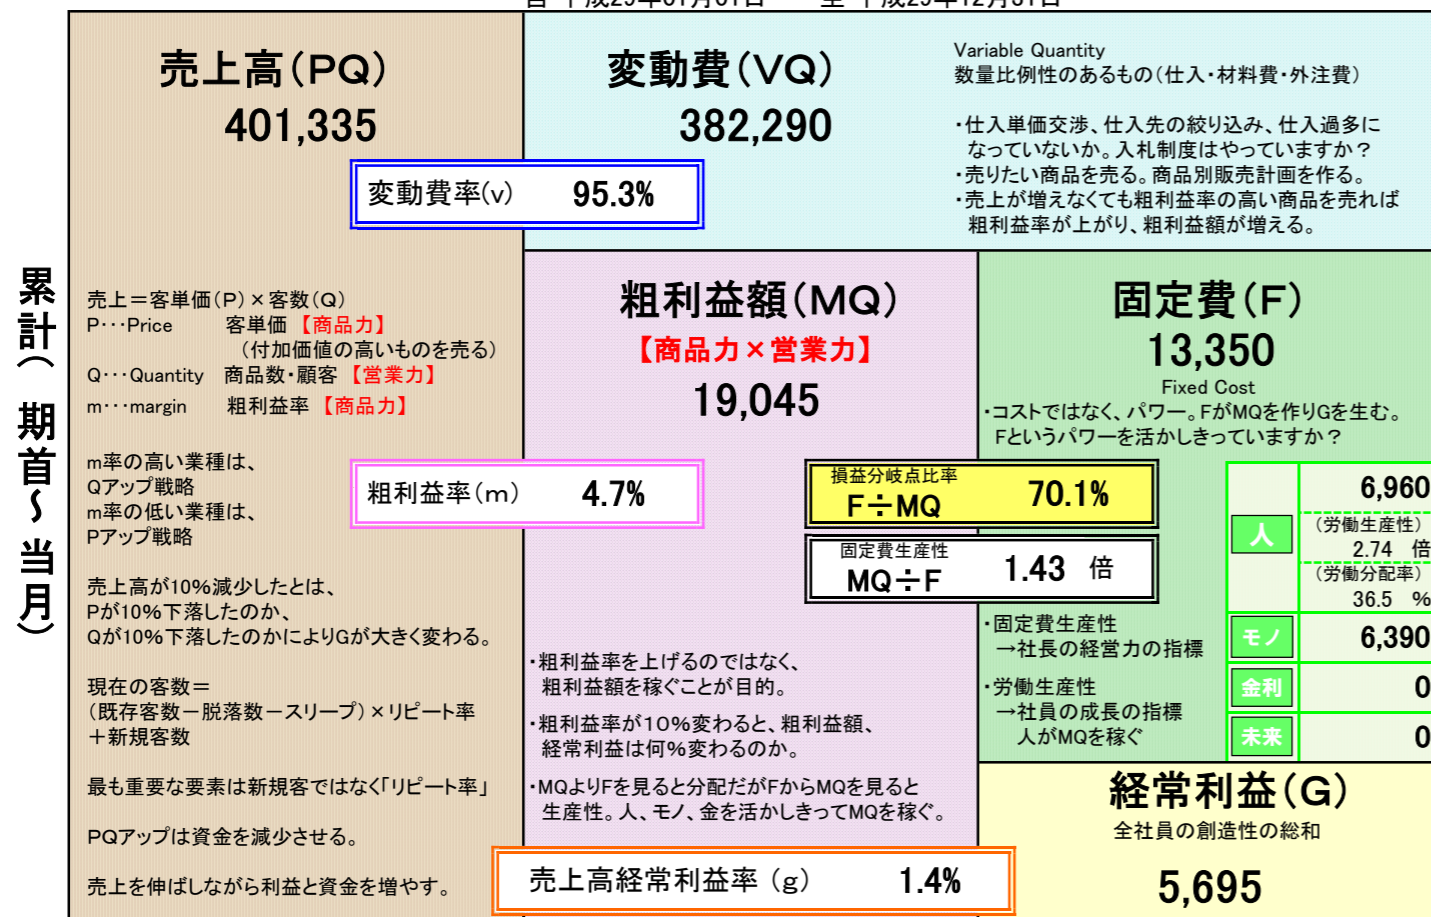 自 平成29年01月01日　至 平成29年12月31日
累計(期首～当月)
売上高(PQ)
401,335
変動費率(v) 95.3%
売上＝客単価(P)×客数(Q)
P･･･Price 客単価【商品力】
(付加価値の高いものを売る)
Q･･･Quantity 商品数･顧客【営業力】
m･･･margin 粗利益率【商品力】
m率の高い業種は、
Qアップ戦略
m率の低い業種は、
Pアップ戦略
売上高が10%減少したとは、
Pが10%下落したのか、
Qが10%下落したのかによりGが大きく変わる。
現在の客数＝
(既存客数－脱落数－スリープ)×リピート率
＋新規客数
最も重要な要素は新規客ではなく｢リピート率｣
PQアップは資金を減少させる。
売上を伸ばしながら利益と資金を増やす。
変動費(VQ)
382,290
Variable Quantity
数量比例性のあるもの(仕入･材料費･外注費)
･仕入単価交渉、仕入先の絞り込み、仕入過多に
なっていないか。入札制度はやっていますか？
･売りたい商品を売る。商品別販売計画を作る。
･売上が増えなくても粗利益率の高い商品を売れば
粗利益率が上がり、粗利益額が増える。
粗利益額(MQ)
【商品力×営業力】
19,045
粗利益率(m) 4.7%
･粗利益率を上げるのではなく、
粗利益額を稼ぐことが目的。
･粗利益率が10%変わると、粗利益額、
経常利益は何%変わるのか。
･MQよりFを見ると分配だがFからMQを見ると
生産性。人、モノ、金を活かしきってMQを稼ぐ。
固定費(F)
13,350
Fixed Cost
･コストではなく、パワー。FがMQを作りGを生む。
Fというパワーを活かしきっていますか？
損益分岐点比率
F÷MQ 70.1%
固定費生産性
MQ÷F 1.43 倍
･固定費生産性
→社長の経営力の指標
･労働生産性
→社員の成長の指標
人がMQを稼ぐ
人 6,960
(労働生産性)
2.74 倍
(労働分配率)
36.5 %
モノ 6,390
金利 0
未来 0
経常利益(G)
全社員の創造性の総和
5,695
売上高経常利益率 (g) 1.4%